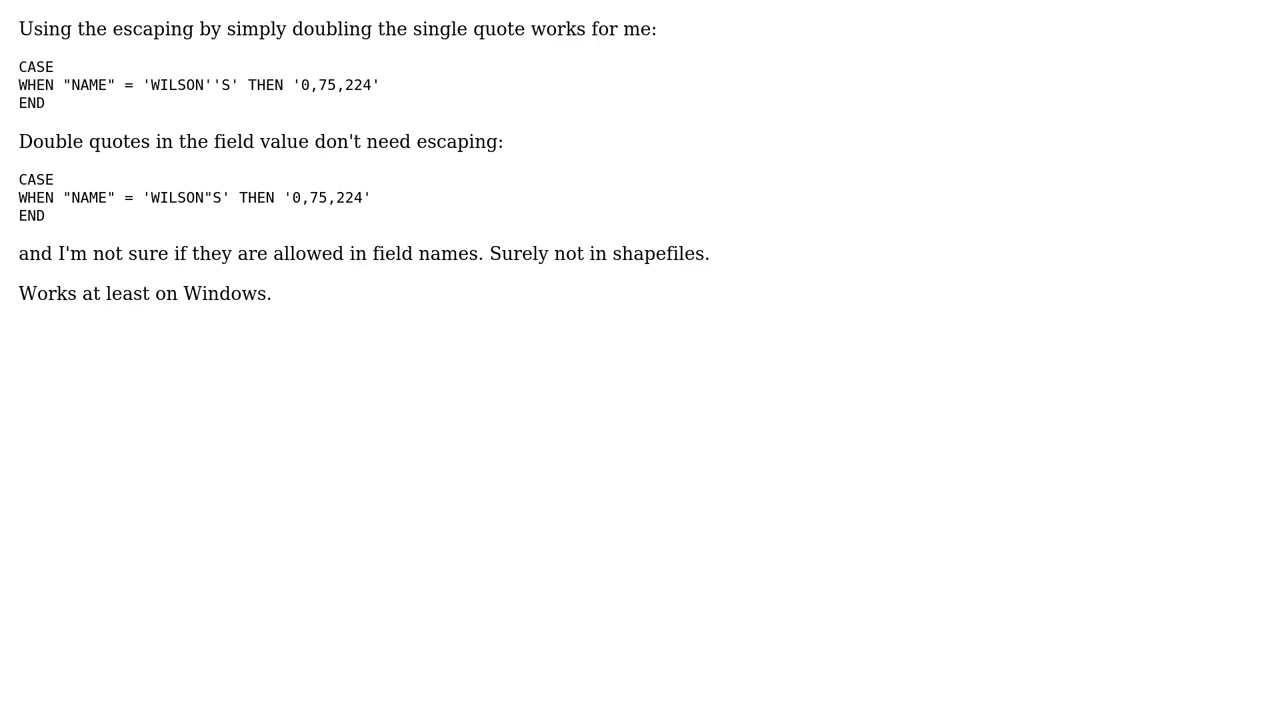 Using the escaping by simply doubling the single quote works for me:
CASE
WHEN "NAME" = 'WILSON''S' THEN '0,75,224'
END
Double quotes in the field value don't need escaping:
CASE
WHEN "NAME" = 'WILSON"S' THEN '0,75,224'
END
and I'm not sure if they are allowed in field names. Surely not in shapefiles.
Works at least on Windows.